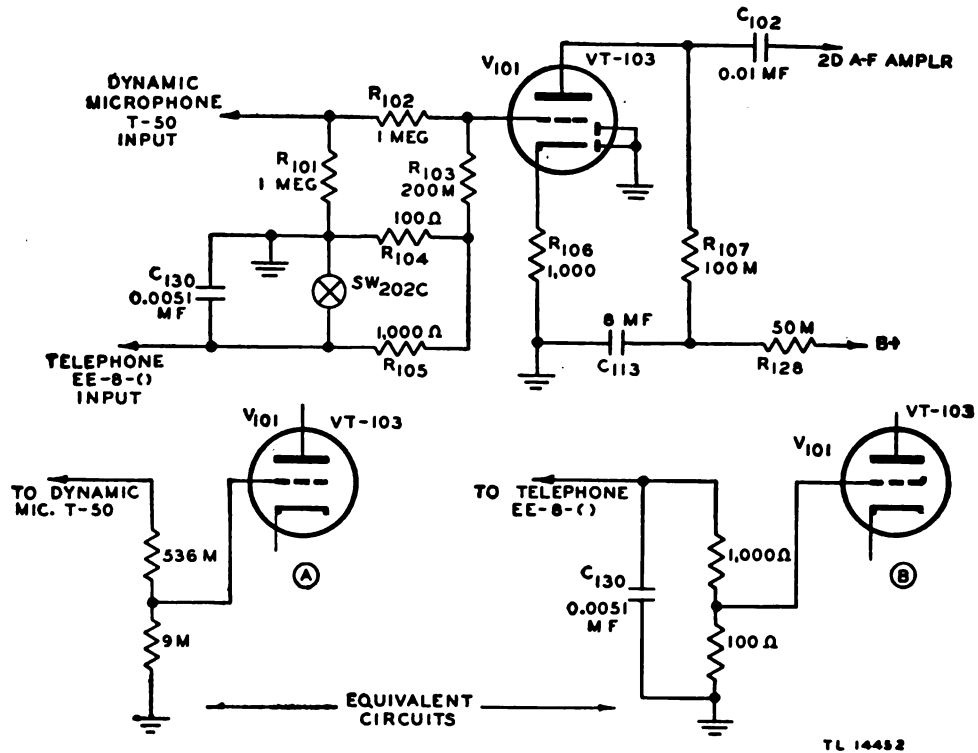 C102
0.01 MF
2D A-F AMPLR
V101
VT-103
DYNAMIC
MICROPHONE
T-50
INPUT
R102
1 MEG
R101
1 MEG
R103
200M
100Ω
R104
R106
1,000
R107
100 M
C130
0.0051
MF
SW202C
1,000Ω
R105
8 MF
C113
50 M
R128
B+
TELEPHONE
EE-8-()
INPUT
V101
VT-103
TO DYNAMIC
MIC. T-50
536 M
9M
A
VT-103
V101
TO TELEPHONE
EE-8-()
1,000Ω
C130
0.0051
MF
100Ω
B
EQUIVALENT
CIRCUITS
TL 14452